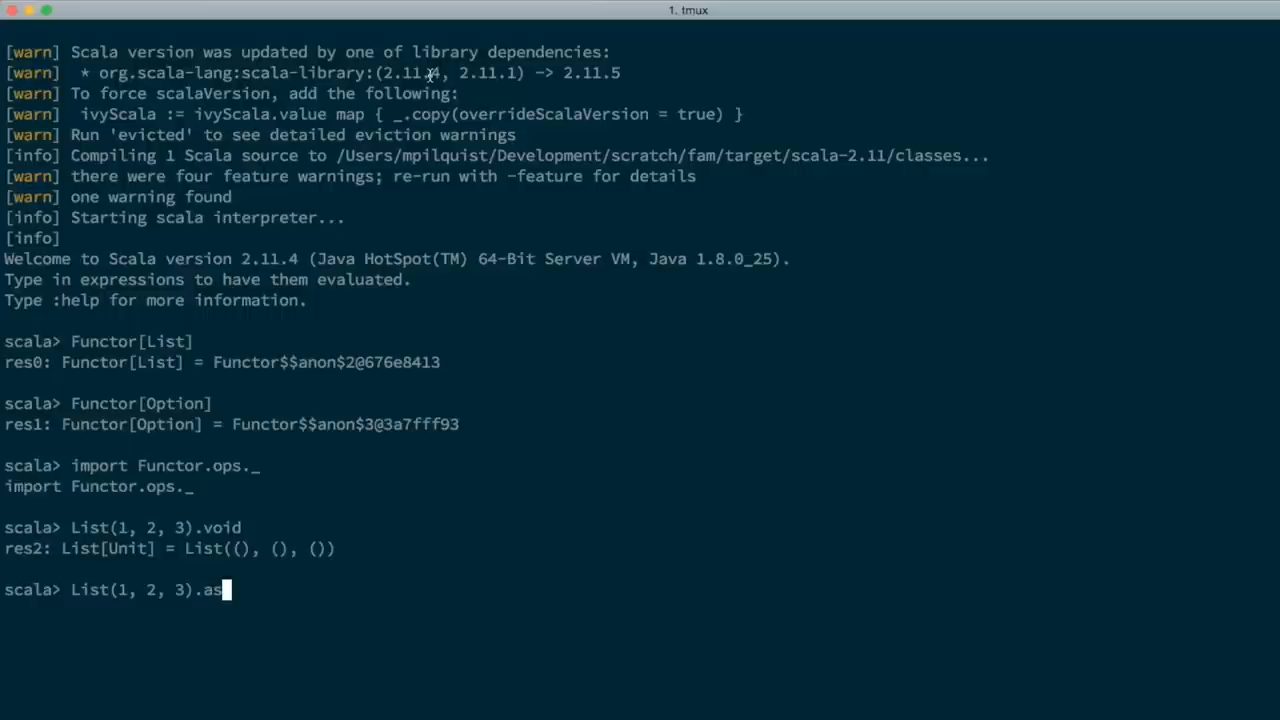 1. tmux
[warn] Scala version was updated by one of library dependencies:
[warn]  * org.scala-lang:scala-library:(2.11.4, 2.11.1) -> 2.11.5
[warn] To force scalaVersion, add the following:
[warn]  ivyScala := ivyScala.value map { _.copy(overrideScalaVersion = true) }
[warn] Run 'evicted' to see detailed eviction warnings
[info] Compiling 1 Scala source to /Users/mpilquist/Development/scratch/fam/target/scala-2.11/classes...
[warn] there were four feature warnings; re-run with -feature for details
[warn] one warning found
[info] Starting scala interpreter...
[info]
Welcome to Scala version 2.11.4 (Java HotSpot(TM) 64-Bit Server VM, Java 1.8.0_25).
Type in expressions to have them evaluated.
Type :help for more information.
scala> Functor[List]
res0: Functor[List] = Functor$$anon$2@676e8413
scala> Functor[Option]
res1: Functor[Option] = Functor$$anon$3@3a7fff93
scala> import Functor.ops._
import Functor.ops._
scala> List(1, 2, 3).void
res2: List[Unit] = List((), (), ())
scala> List(1, 2, 3).as